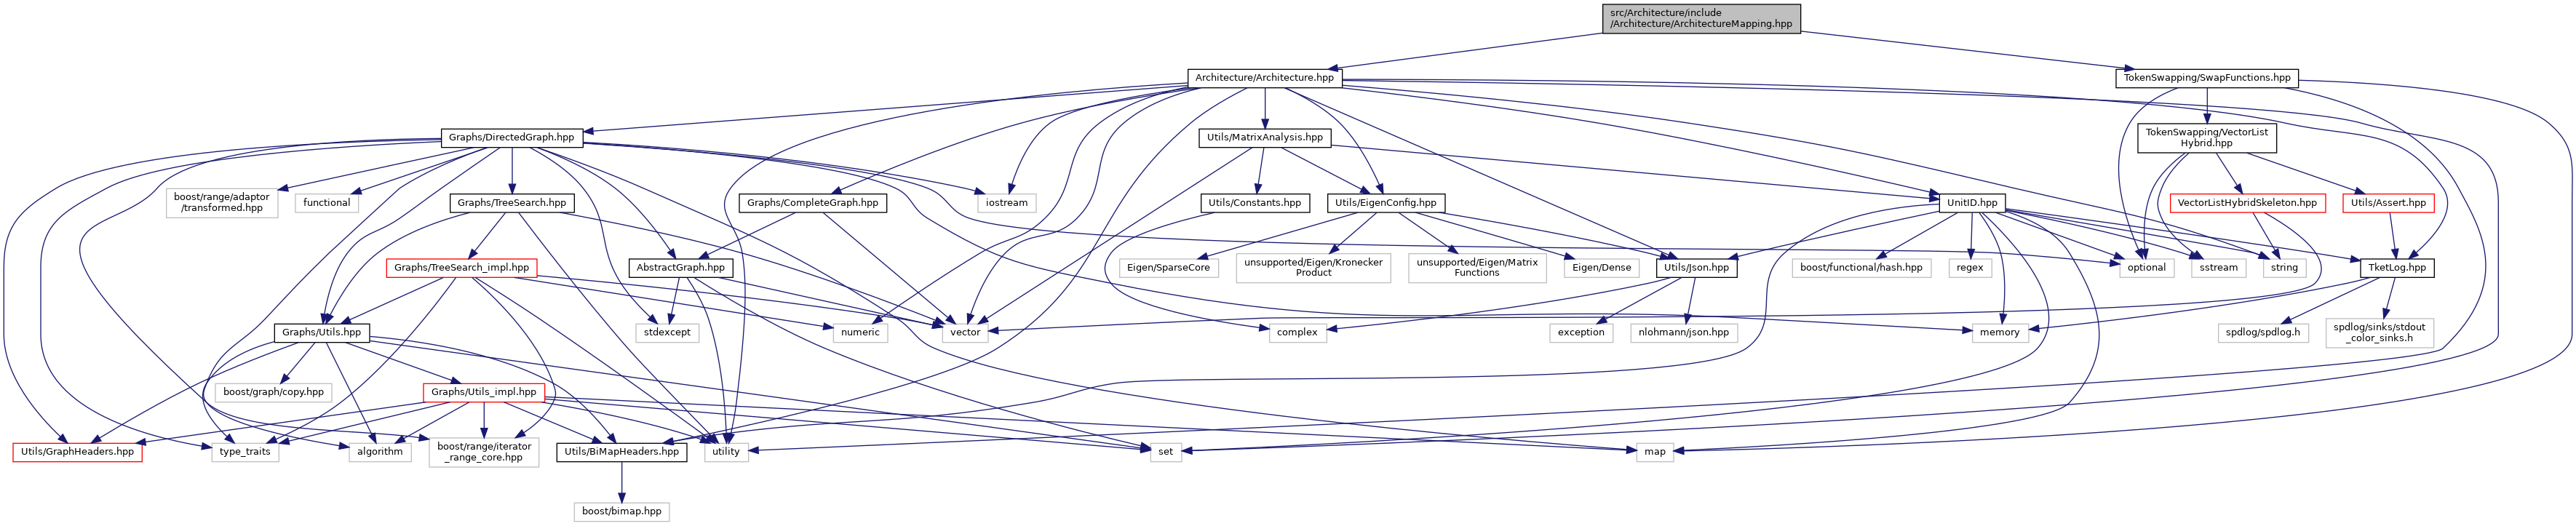 src/Architecture/include
/Architecture/ArchitectureMapping.hpp
Architecture/Architecture.hpp
TokenSwapping/SwapFunctions.hpp
Graphs/DirectedGraph.hpp
Utils/MatrixAnalysis.hpp
TokenSwapping/VectorList
Hybrid.hpp
boost/range/adaptor
/transformed.hpp
functional
Graphs/TreeSearch.hpp
Graphs/CompleteGraph.hpp
iostream
Utils/Constants.hpp
Utils/EigenConfig.hpp
UnitID.hpp
VectorListHybridSkeleton.hpp
Utils/Assert.hpp
Graphs/TreeSearch_impl.hpp
AbstractGraph.hpp
Eigen/SparseCore
unsupported/Eigen/Kronecker
Product
unsupported/Eigen/Matrix
Functions
Eigen/Dense
Utils/Json.hpp
boost/functional/hash.hpp
regex
optional
sstream
string
TketLog.hpp
Graphs/Utils.hpp
stdexcept
numeric
vector
complex
exception
nlohmann/json.hpp
memory
spdlog/spdlog.h
spdlog/sinks/stdout
_color_sinks.h
boost/graph/copy.hpp
Graphs/Utils_impl.hpp
Utils/GraphHeaders.hpp
type_traits
algorithm
boost/range/iterator
_range_core.hpp
Utils/BiMapHeaders.hpp
utility
set
map
boost/bimap.hpp